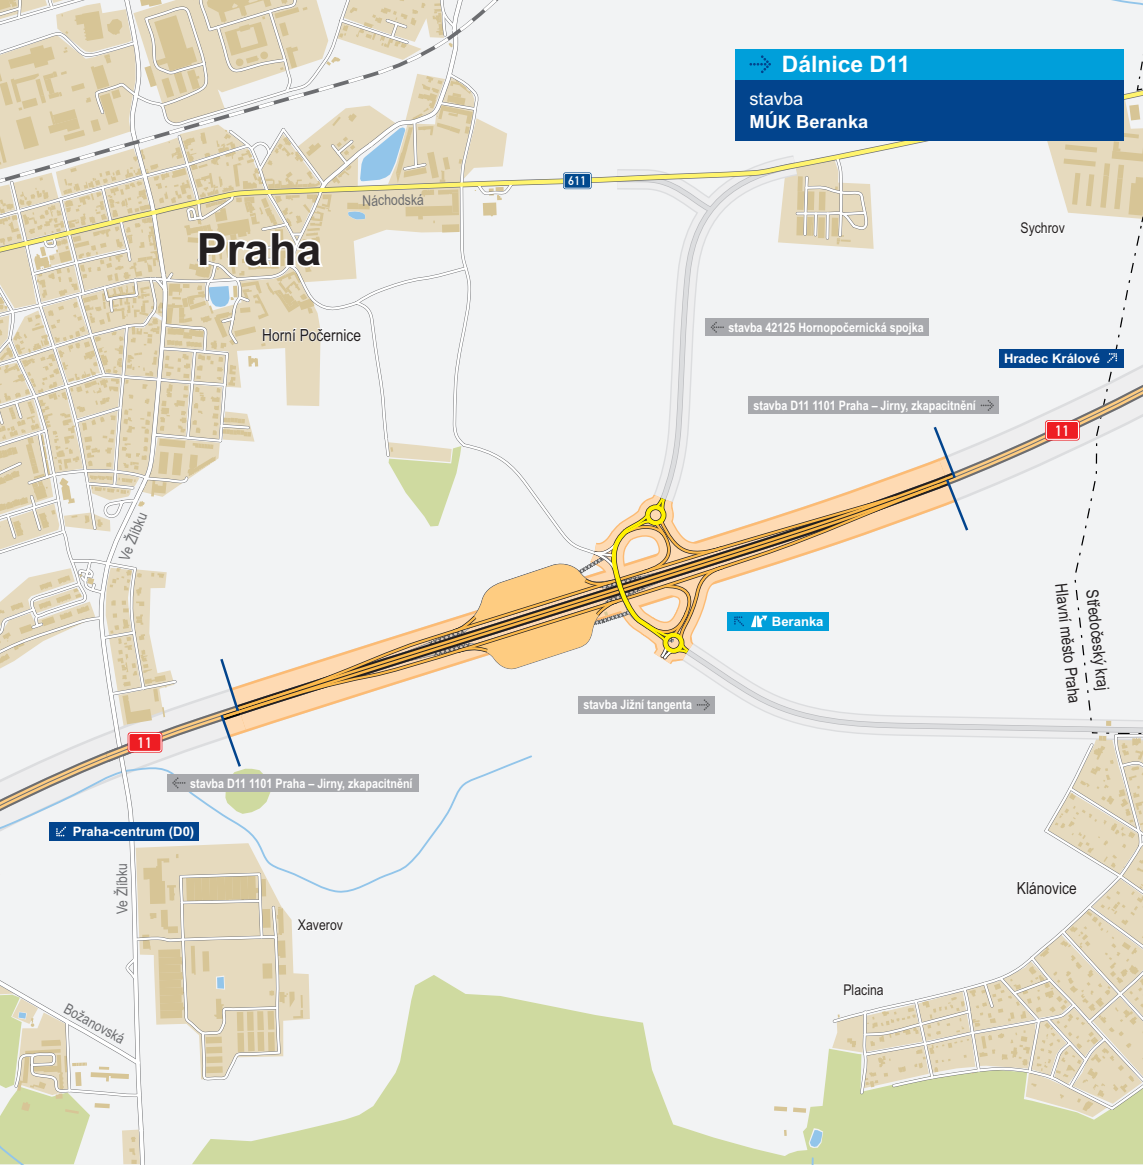 Dálnice D11
stavba
MÚK Beranka
611
Náchodská
Praha
Sychrov
Horní Počernice
stavba 42125 Hornopočernická spojka
Hradec Králové
stavba D11 1101 Praha – Jirny, zkapacitnění
11
Ve Žlíbku
Beranka
Středočeský kraj
Hlavní město Praha
stavba Jižní tangenta
11
stavba D11 1101 Praha – Jirny, zkapacitnění
Praha-centrum (D0)
Ve Žlíbku
Klánovice
Xaverov
Placina
Božanovská